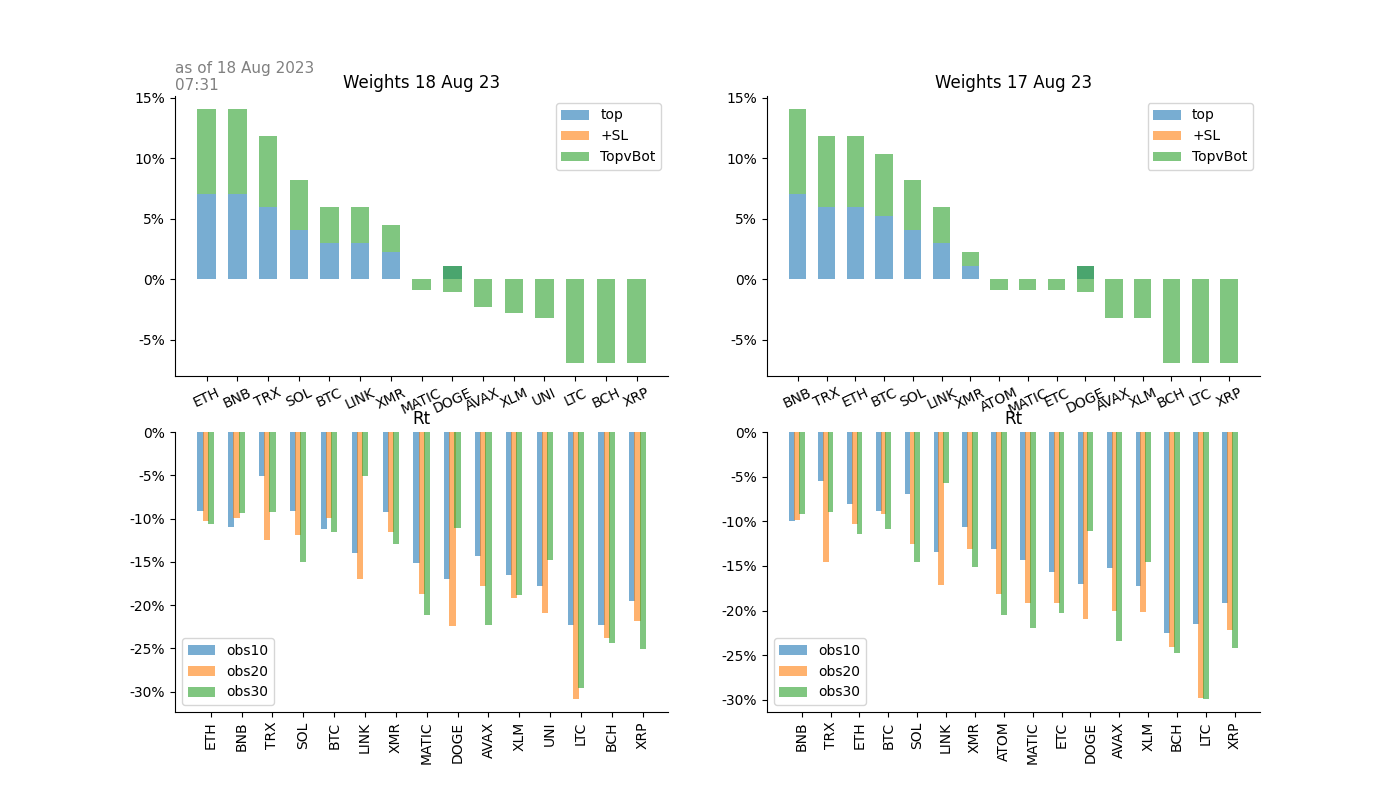 as of 18 Aug 2023
07:31
Weights 18 Aug 23
15%
10%
5%
0%
-5%
top
+SL
TopvBot
ETH BNB TRX SOL BTC LINK XMR MATIC DOGE AVAX XLM UNI LTC BCH XRP
Weights 17 Aug 23
15%
10%
5%
0%
-5%
top
+SL
TopvBot
BNB TRX ETH BTC SOL LINK XMR ATOM MATIC ETC DOGE AVAX XLM BCH LTC XRP
Rt
0%
-5%
-10%
-15%
-20%
-25%
-30%
obs10
obs20
obs30
ETH BNB TRX SOL BTC LINK XMR MATIC DOGE AVAX XLM UNI LTC BCH XRP
Rt
0%
-5%
-10%
-15%
-20%
-25%
-30%
obs10
obs20
obs30
BNB TRX ETH BTC SOL LINK XMR ATOM MATIC ETC DOGE AVAX XLM BCH LTC XRP